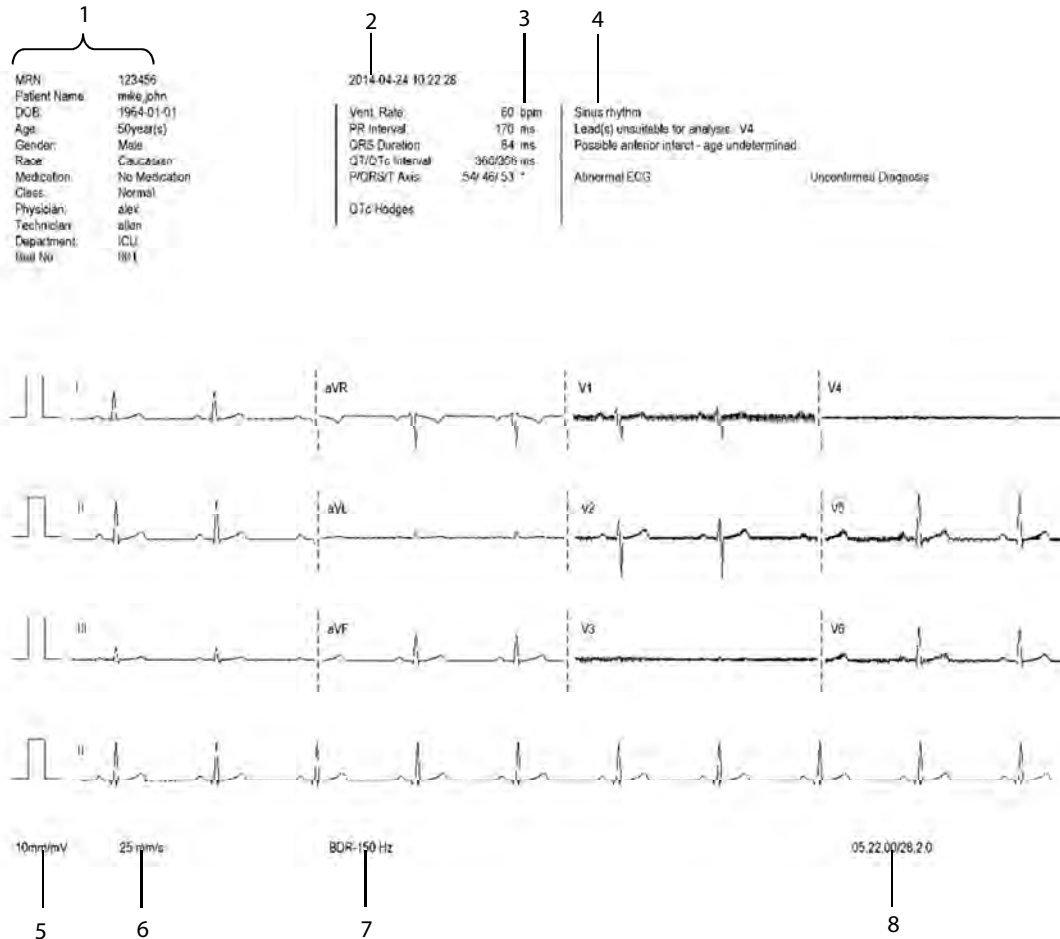 1
2
3
4
MRN: 123456
Patient Name: mike,john
DOB: 1964-01-01
Age: 50year(s)
Gender: Male
Race: Caucasian
Medication: No Medication
Class: Normal
Physician: alex
Technician: allan
Department: ICU
Bed No
2014-04-24 10:22:28
Vent. Rate: 60 bpm
PR Interval: 170 ms
QRS Duration: 84 ms
QT/QTc Interval: ms
P/QRS/T Axis: 54/ 46/ 53 °
QTc Hodges
Sinus rhythm
Lead(s) unsuitable for analysis: V4
Possible anterior infarct - age undetermined
Abnormal ECG Unconfirmed Diagnosis
I aVR V1 V4
II aVL V2 V5
III aVF V3 V6
II
10mm/mV 25 mm/s BDR-150 Hz 05.22.00/28.2.0
5 6 7 8